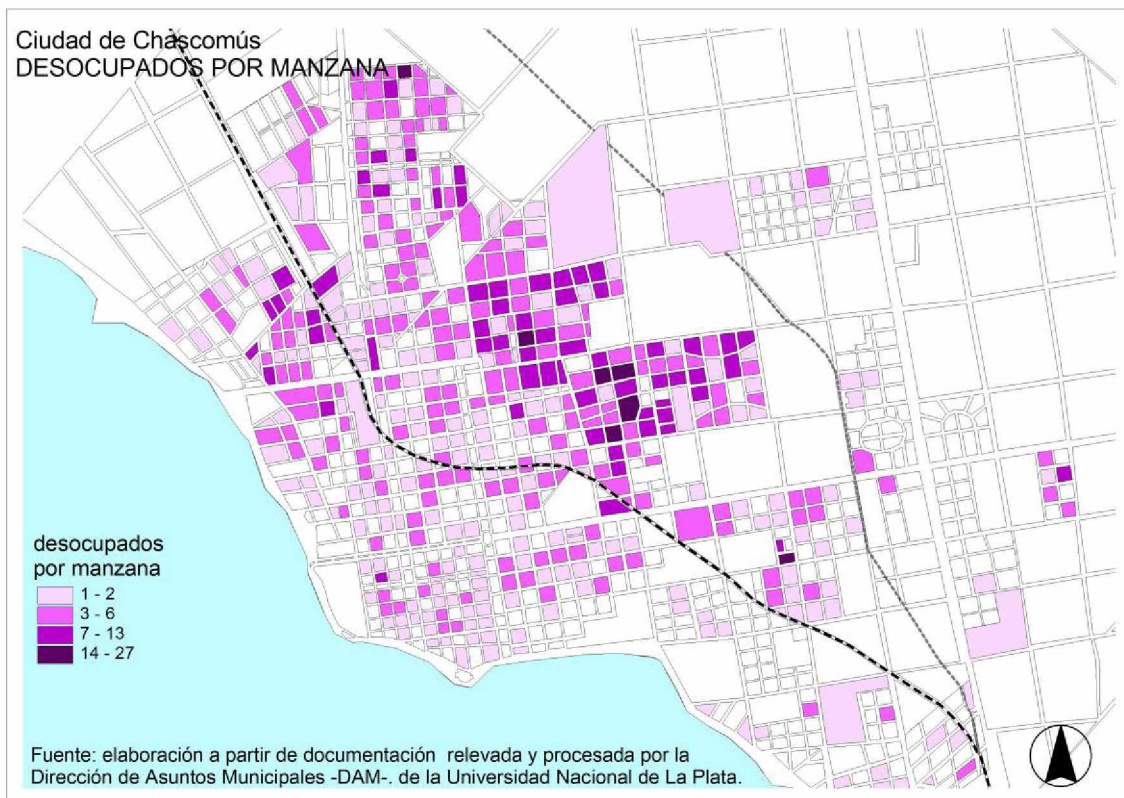 Ciudad de Chascomús
DESOCUPADOS POR MANZANA
desocupados
por manzana
1 - 2
3 - 6
7 - 13
14 - 27
Fuente: elaboración a partir de documentación relevada y procesada por la
Dirección de Asuntos Municipales -DAM-. de la Universidad Nacional de La Plata.